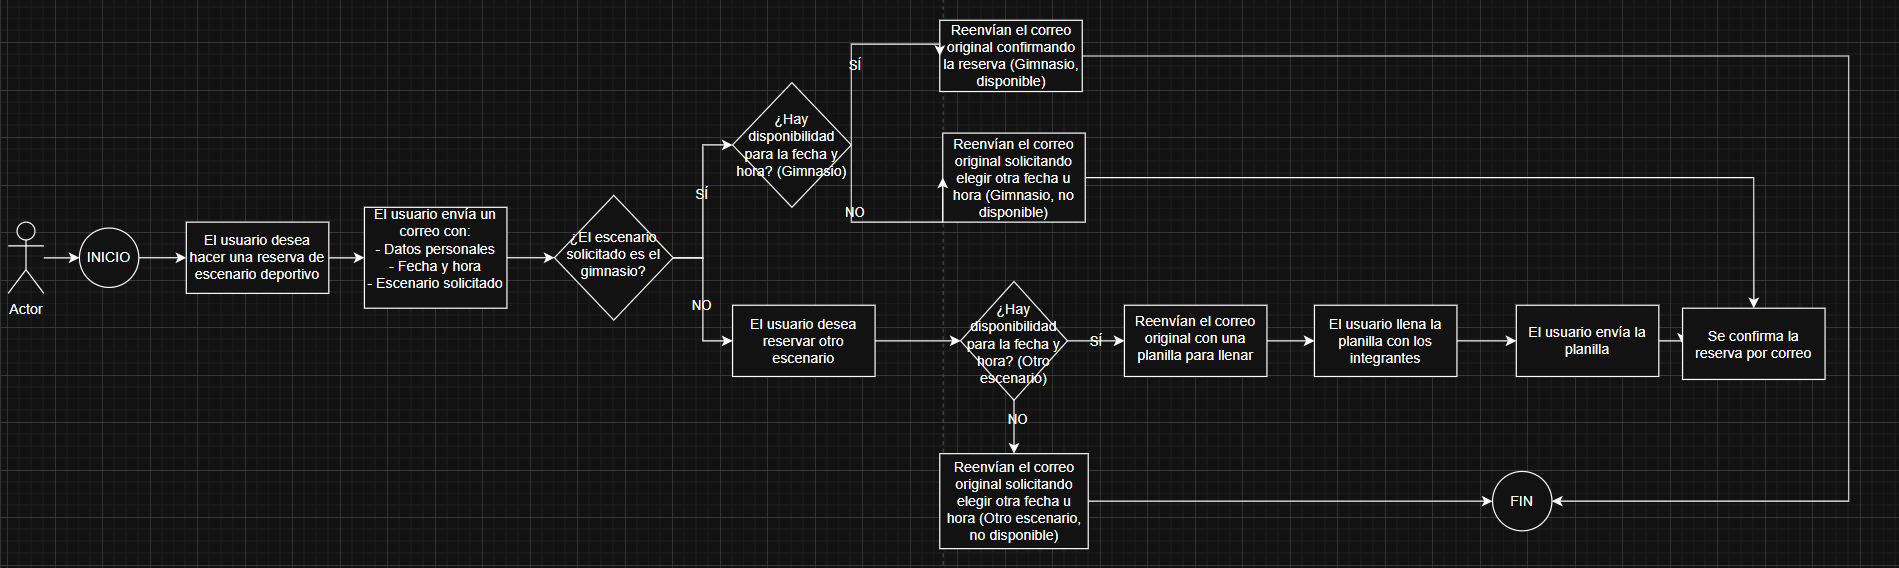 Actor
INICIO
El usuario desea
hacer una reserva de
escenario deportivo
El usuario envía un
correo con:
- Datos personales
- Fecha y hora
- Escenario solicitado
¿El escenario
solicitado es el
gimnasio?
SÍ
NO
¿Hay
disponibilidad
para la fecha y
hora? (Gimnasio)
SÍ
NO
Reenvían el correo
original confirmando
la reserva (Gimnasio,
disponible)
Reenvían el correo
original solicitando
elegir otra fecha u
hora (Gimnasio, no
disponible)
El usuario desea
reservar otro
escenario
¿Hay
disponibilidad
para la fecha y
hora? (Otro
escenario)
SÍ
NO
Reenvían el correo
original con una
planilla para llenar
El usuario llena la
planilla con los
integrantes
El usuario envía la
planilla
Se confirma la
reserva por correo
Reenvían el correo
original solicitando
elegir otra fecha u
hora (Otro escenario,
no disponible)
FIN